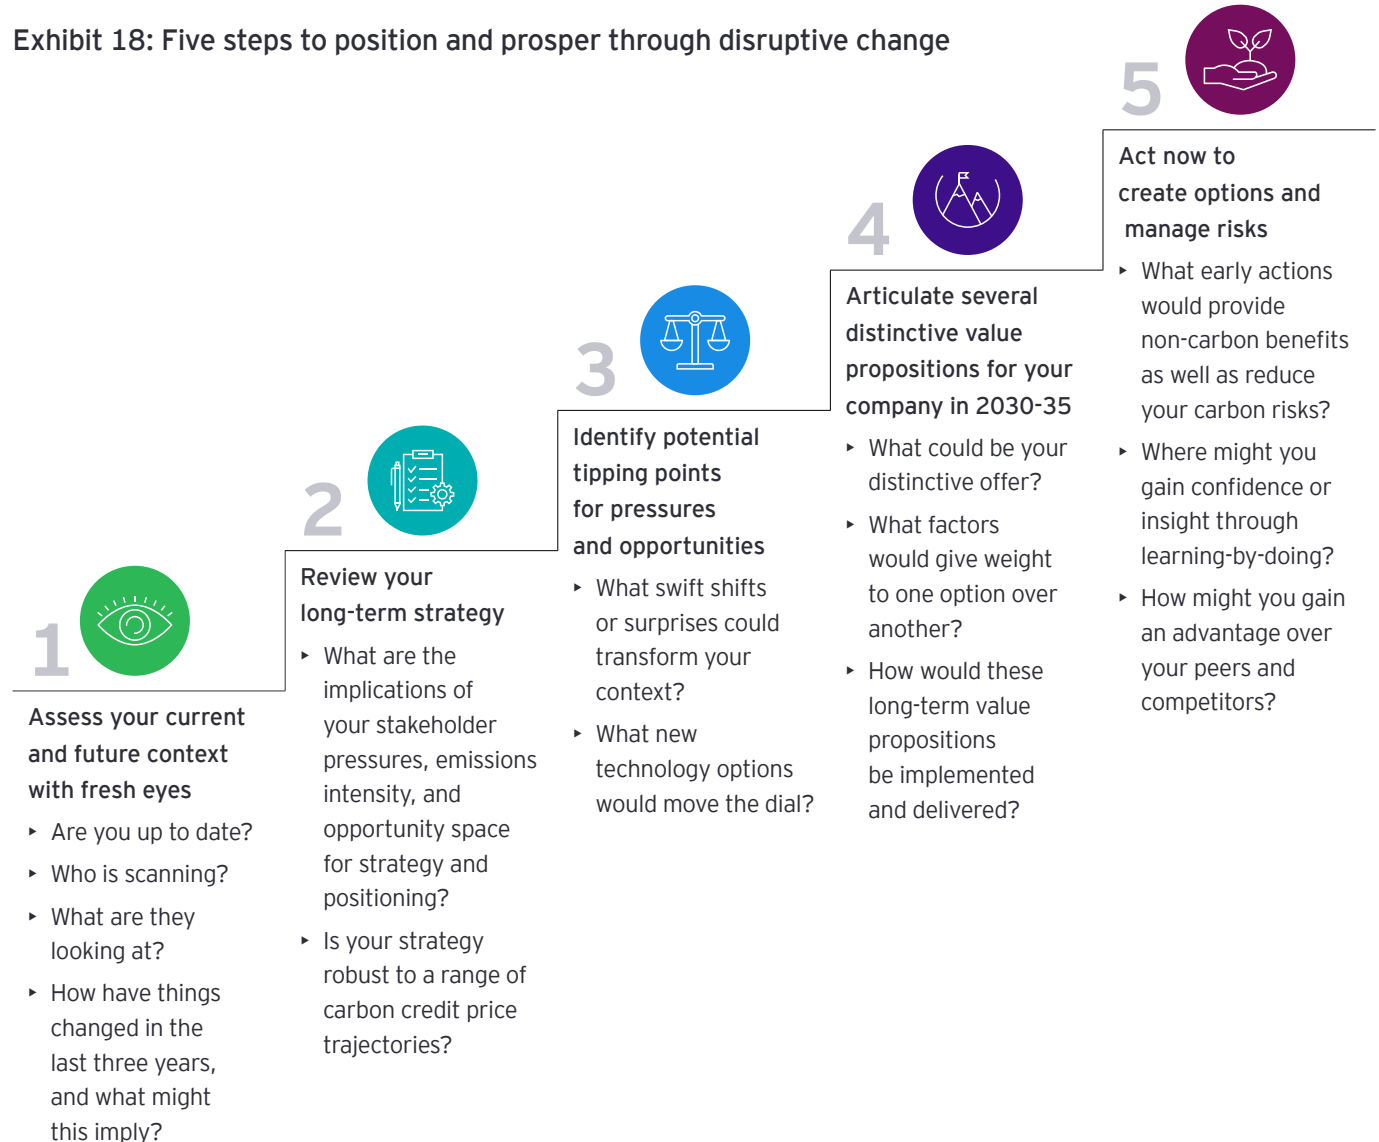 Exhibit 18: Five steps to position and prosper through disruptive change
1
Assess your current
and future context
with fresh eyes
‣ Are you up to date?
‣ Who is scanning?
‣ What are they
looking at?
‣ How have things
changed in the
last three years,
and what might
this imply?
2
Review your
long-term strategy
‣ What are the
implications of
your stakeholder
pressures, emissions
intensity, and
opportunity space
for strategy and
positioning?
‣ Is your strategy
robust to a range of
carbon credit price
trajectories?
3
Identify potential
tipping points
for pressures
and opportunities
‣ What swift shifts
or surprises could
transform your
context?
‣ What new
technology options
would move the dial?
4
Articulate several
distinctive value
propositions for your
company in 2030-35
‣ What could be your
distinctive offer?
‣ What factors
would give weight
to one option over
another?
‣ How would these
long-term value
propositions
be implemented
and delivered?
5
Act now to
create options and
manage risks
‣ What early actions
would provide
non-carbon benefits
as well as reduce
your carbon risks?
‣ Where might you
gain confidence or
insight through
learning-by-doing?
‣ How might you gain
an advantage over
your peers and
competitors?